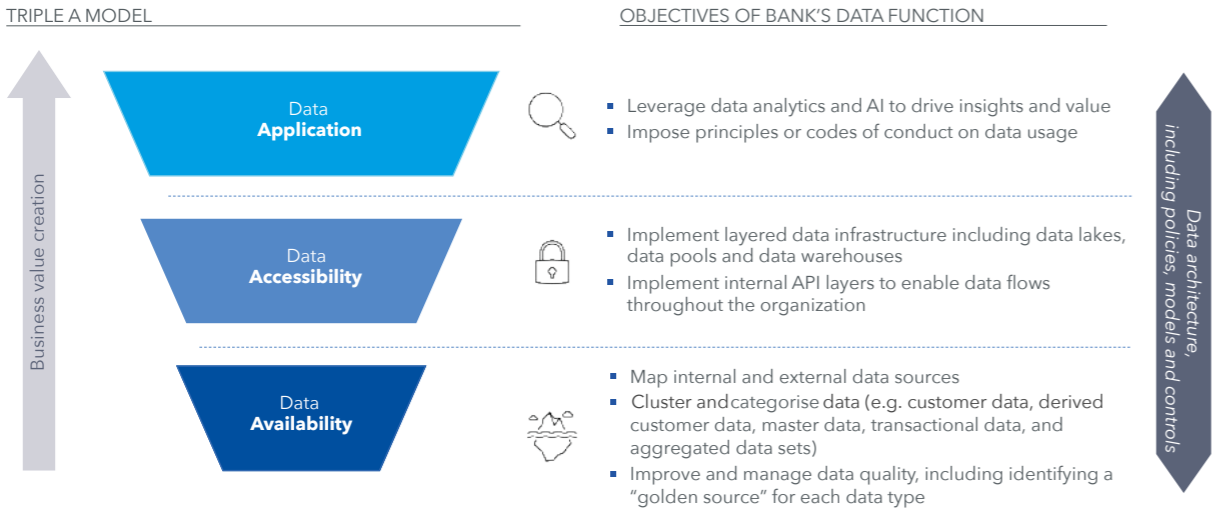 TRIPLE A MODEL
OBJECTIVES OF BANK'S DATA FUNCTION
Business value creation
Data
Application
▪ Leverage data analytics and AI to drive insights and value
▪ Impose principles or codes of conduct on data usage
Data
Accessibility
▪ Implement layered data infrastructure including data lakes,
data pools and data warehouses
▪ Implement internal API layers to enable data flows
throughout the organization
Data
Availability
▪ Map internal and external data sources
▪ Cluster and categorise data (e.g. customer data, derived
customer data, master data, transactional data, and
aggregated data sets)
▪ Improve and manage data quality, including identifying a
“golden source” for each data type
Data architecture,
including policies, models and controls